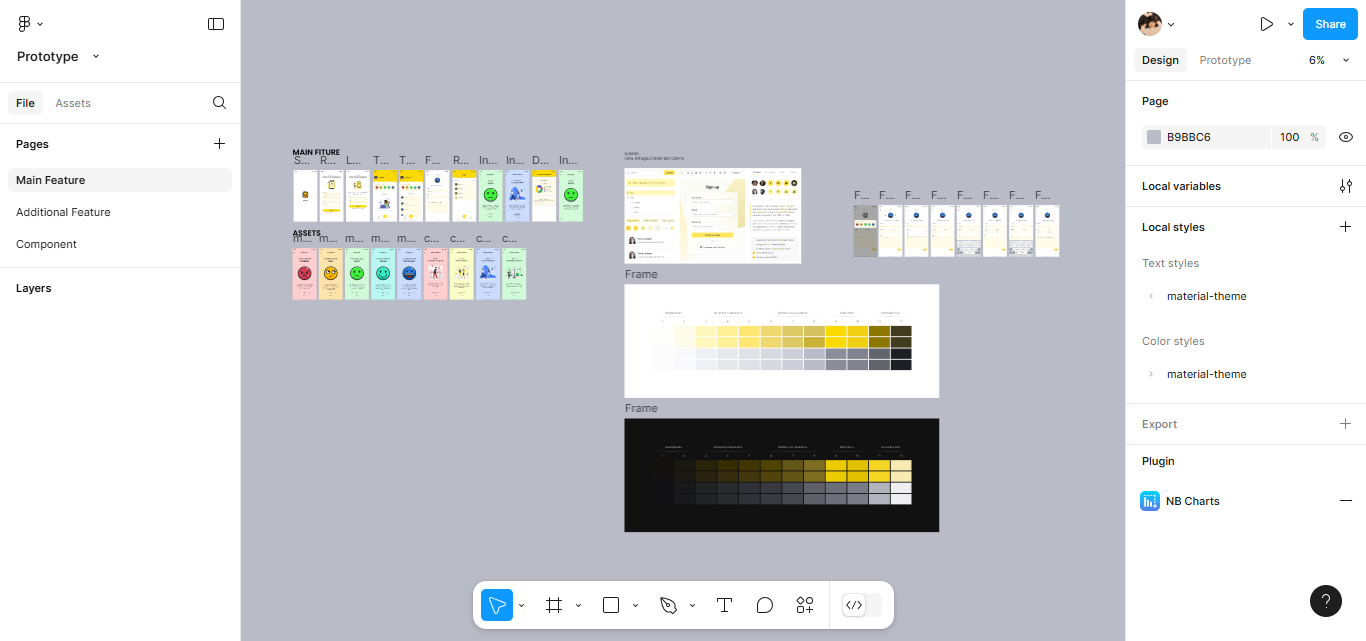 Prototype
File
Assets
Pages
Main Feature
Additional Feature
Component
Layers
MAIN FITURE
S... R... L... T... T... F... R... In... In... D... In...
ASSETS
m... m... m... m... m... c... c... c... c...
Sign up
Frame
Frame
F... F... F... F... F... F... F... F...
Share
Design
Prototype
6%
Page
B9BBC6
100
%
Local variables
Local styles
Text styles
material-theme
Color styles
material-theme
Export
Plugin
NB Charts
?